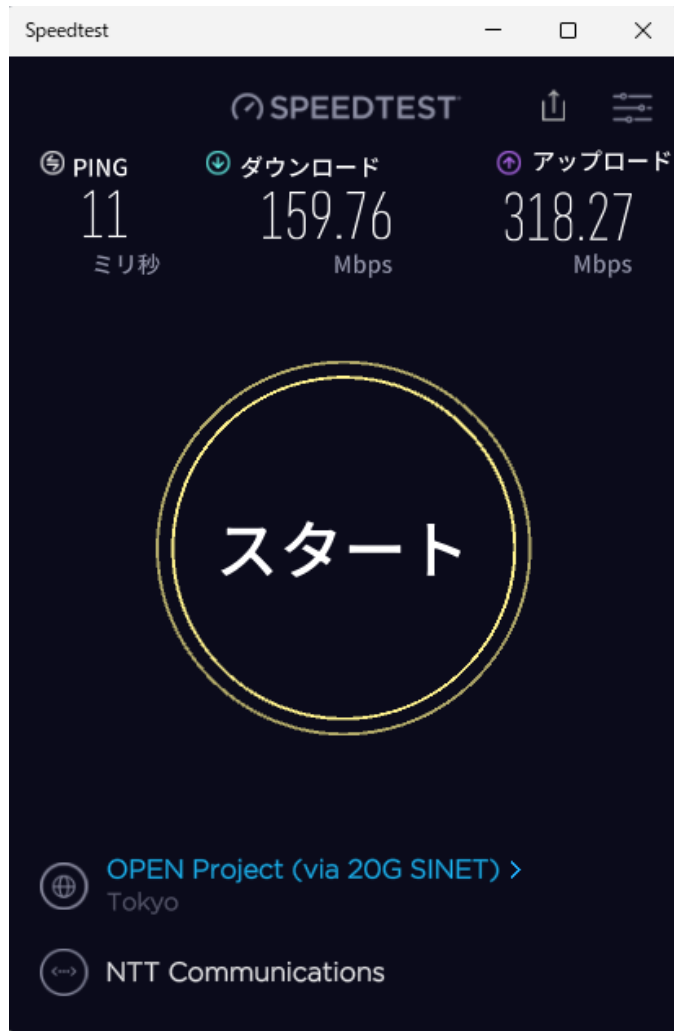 Speedtest
SPEEDTEST
PING ダウンロード アップロード
11 159.76 318.27
ミリ秒 Mbps Mbps
スタート
OPEN Project (via 20G SINET) >
Tokyo
NTT Communications